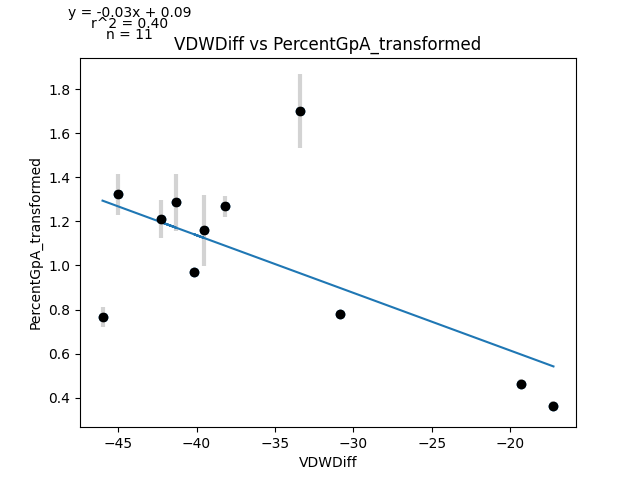 y = -0.03x + 0.09
r^2 = 0.40
n = 11
VDWDiff vs PercentGpA_transformed
PercentGpA_transformed
1.8
1.6
1.4
1.2
1.0
0.8
0.6
0.4
−45 −40 −35 −30 −25 −20
VDWDiff